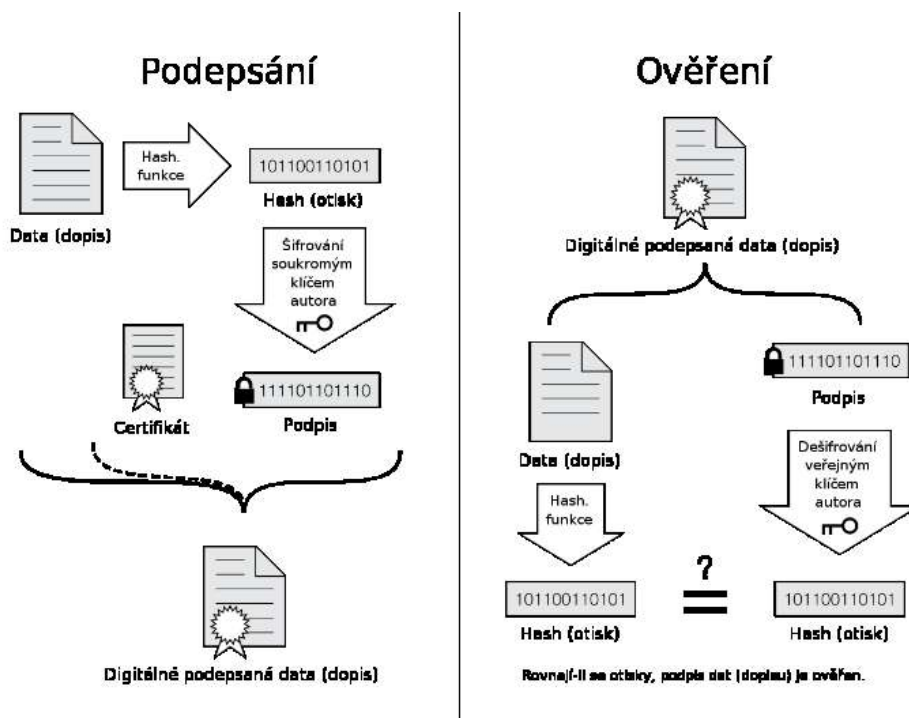 Podepsání
Hash.
funkce
101100110101
Hash (otisk)
Data (dopis)
Šifrování
soukromým
klíčem
autora
111101101110
Certifikát
Podpis
Digitálně podepsaná data (dopis)
Ověření
Digitálně podepsaná data (dopis)
111101101110
Podpis
Data (dopis)
Dešifrování
veřejným
klíčem
autora
Hash.
funkce
?
=
101100110101
101100110101
Hash (otisk)
Hash (otisk)
Rovnají-li se otisky, podpis dat (dopisu) je ověřen.